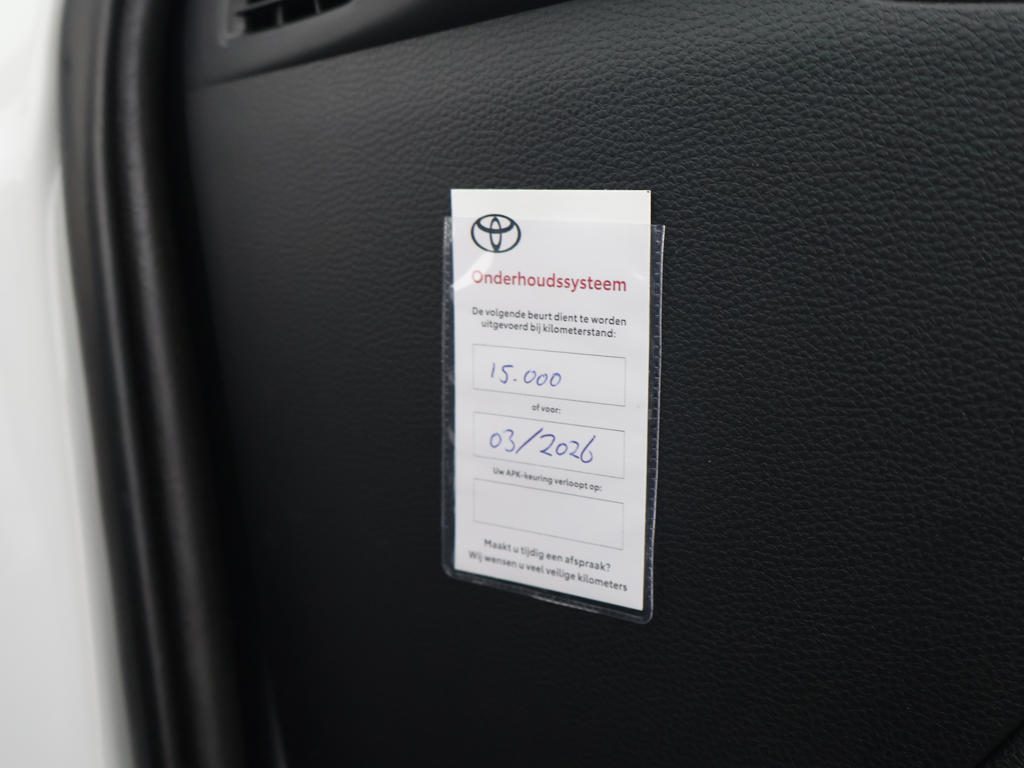 Onderhoudssysteem
De volgende beurt dient te worden
uitgevoerd bij kilometerstand:
15.000
of voor:
03/2026
Uw APK-keuring verloopt op:
Maakt u tijdig een afspraak?
Wij wensen u veel veilige kilometers